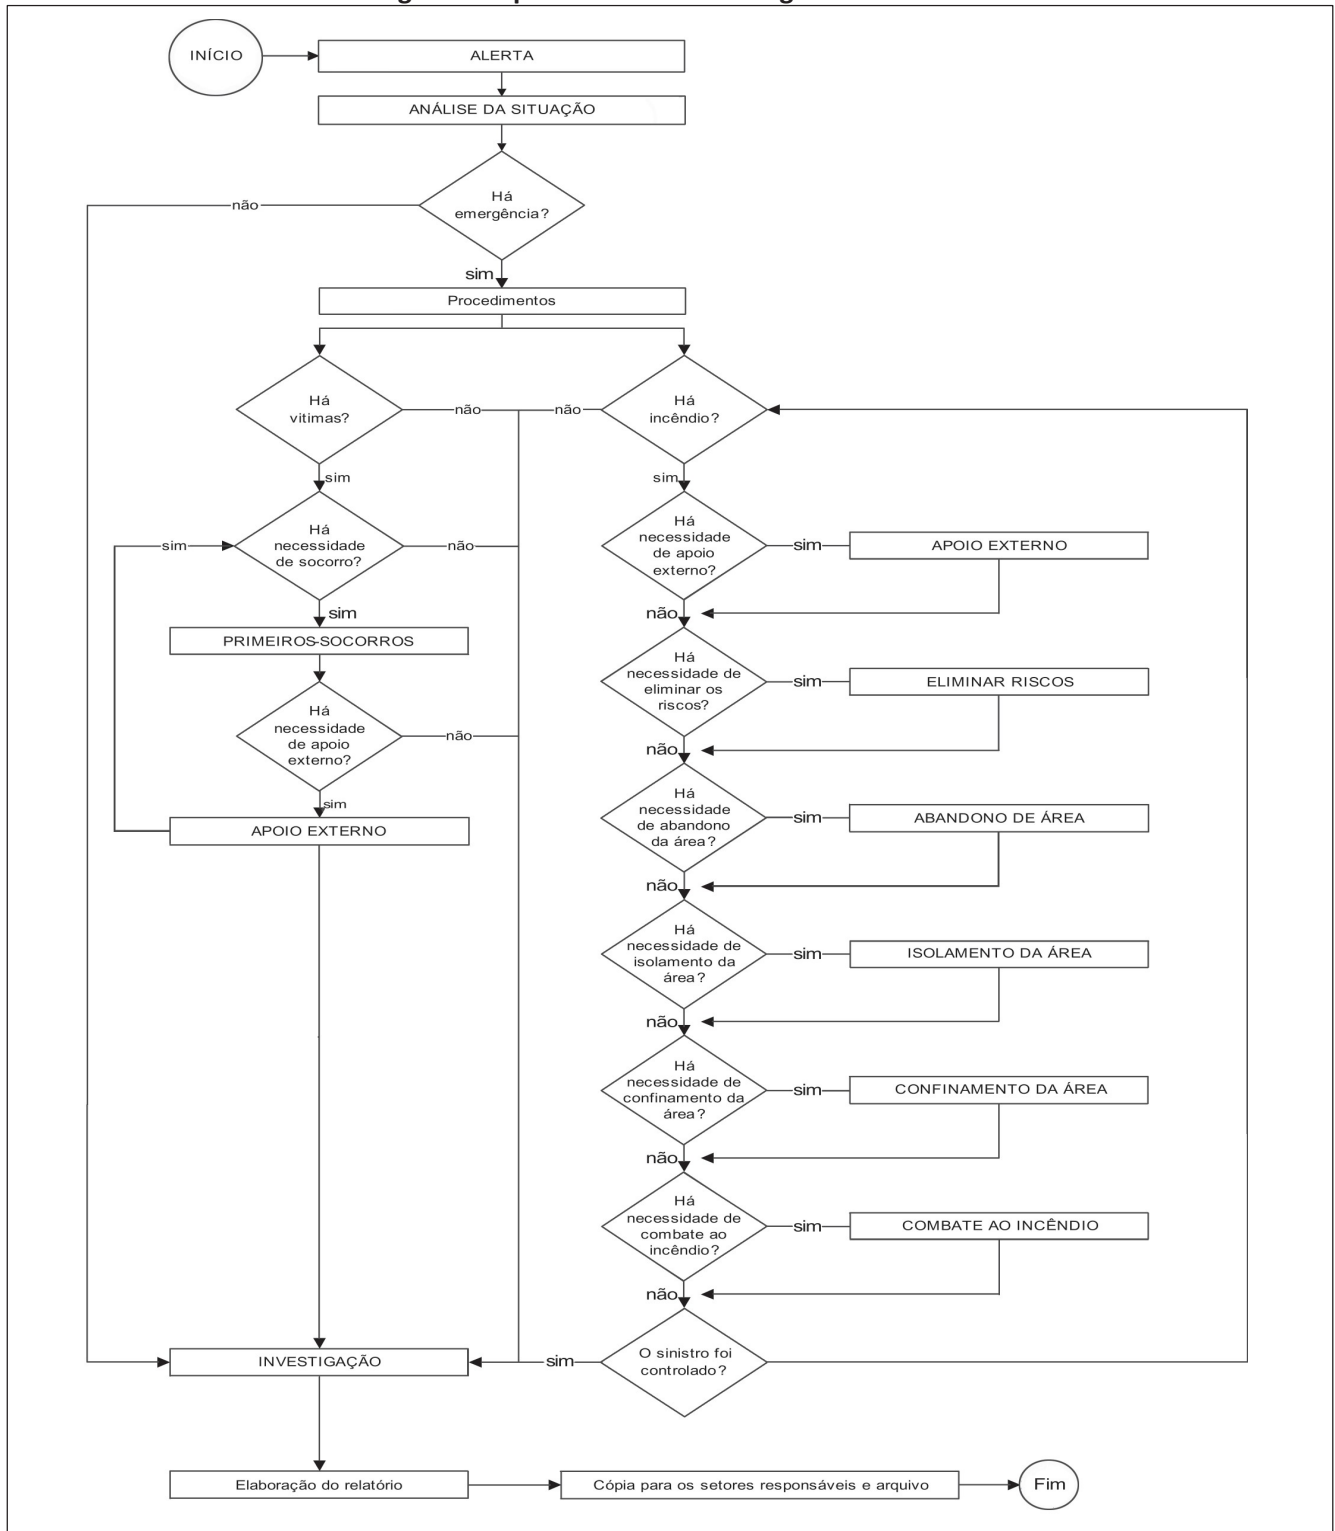 INÍCIO
ALERTA
ANÁLISE DA SITUAÇÃO
Há
emergência?
não
sim
Procedimentos
Há
vítimas?
não
não
Há
incêndio?
sim
sim
Há
necessidade
de socorro?
sim
não
sim
Há
necessidade
de apoio
externo?
sim
APOIO EXTERNO
não
PRIMEIROS-SOCORROS
Há
necessidade de
eliminar os
riscos?
sim
ELIMINAR RISCOS
não
Há
necessidade
de apoio
externo?
não
sim
APOIO EXTERNO
Há
necessidade
de abandono
da área?
sim
ABANDONO DE ÁREA
não
Há
necessidade de
isolamento da
área?
sim
ISOLAMENTO DA ÁREA
não
Há
necessidade de
confinamento da
área?
sim
CONFINAMENTO DA ÁREA
não
Há
necessidade de
combate ao
incêndio?
sim
COMBATE AO INCÊNDIO
não
O sinistro foi
controlado?
sim
INVESTIGAÇÃO
Elaboração do relatório
Cópia para os setores responsáveis e arquivo
Fim